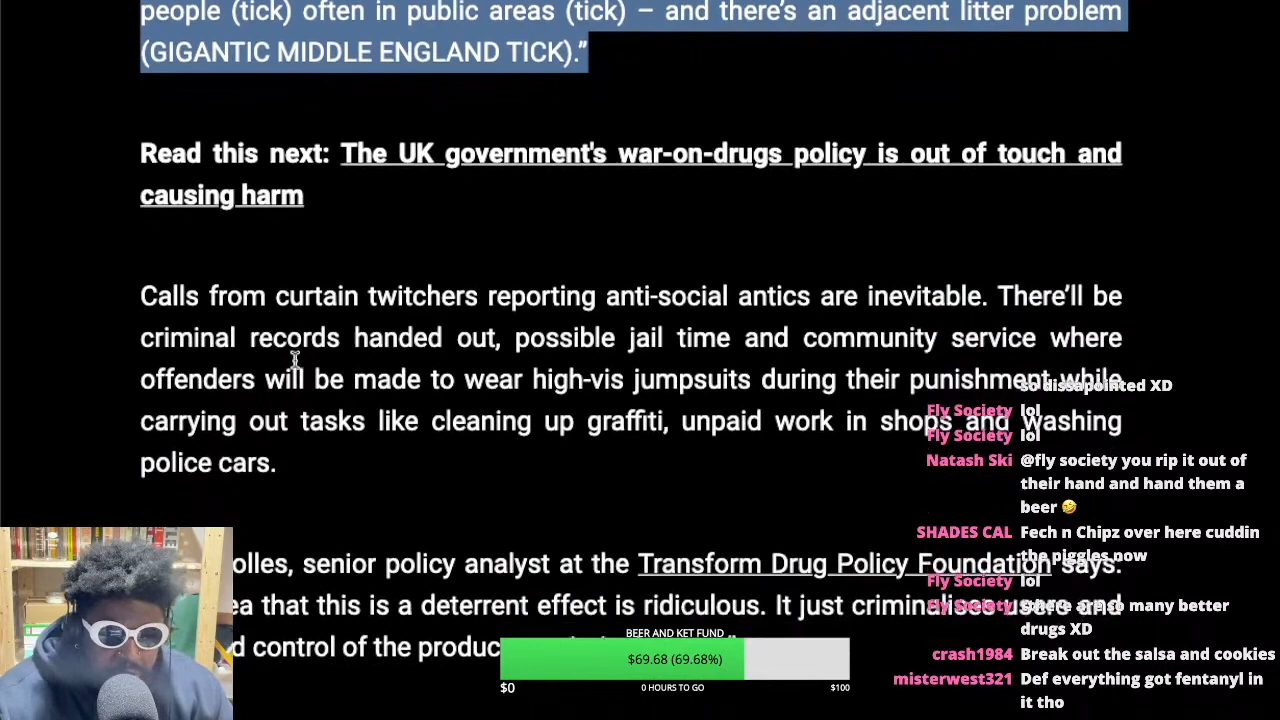 people (tick) often in public areas (tick) – and there's an adjacent litter problem
(GIGANTIC MIDDLE ENGLAND TICK)."
Read this next: The UK government's war-on-drugs policy is out of touch and
causing harm
Calls from curtain twitchers reporting anti-social antics are inevitable. There'll be
criminal records handed out, possible jail time and community service where
offenders will be made to wear high-vis jumpsuits during their punishment while
carrying out tasks like cleaning up graffiti, unpaid work in shops and washing
police cars.
olles, senior policy analyst at the Transform Drug Policy Foundation says:
ea that this is a deterrent effect is ridiculous. It just criminalises users and
d control of the produc
so dissapointed XD
Fly Society lol
Fly Society lol
Natash Ski @fly society you rip it out of
their hand and hand them a
beer 🤣
SHADES CAL Fech n Chipz over here cuddin
the piggles now
Fly Society lol
Fly Society there are so many better
drugs XD
crash1984 Break out the salsa and cookies
misterwest321 Def everything got fentanyl in
it tho
BEER AND KET FUND
$69.68 (69.68%)
$0 0 HOURS TO GO $100